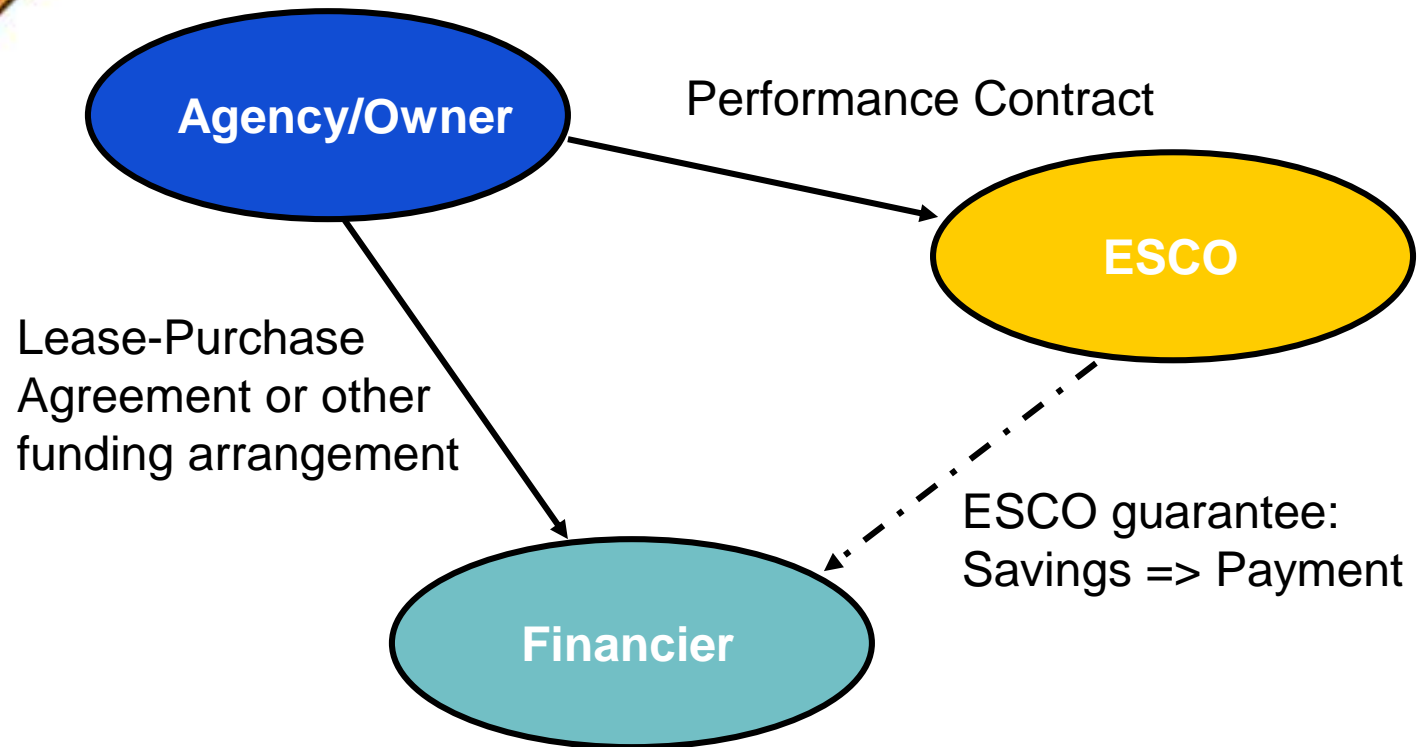 Agency/Owner
Performance Contract
ESCO
Lease-Purchase
Agreement or other
funding arrangement
ESCO guarantee:
Savings => Payment
Financier